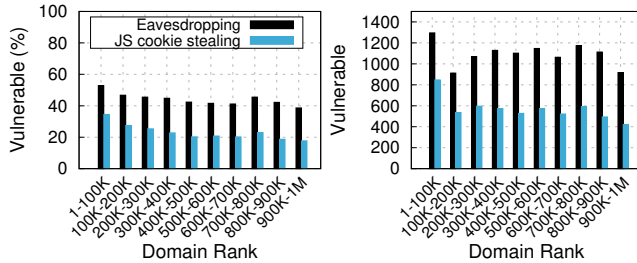 Vulnerable (%)
100
80
60
40
20
0
Eavesdropping
JS cookie stealing
1-100K
100K-200K
200K-300K
300K-400K
400K-500K
500K-600K
600K-700K
700K-800K
800K-900K
900K-1M
Domain Rank
Vulnerable
1400
1200
1000
800
600
400
200
0
1-100K
100K-200K
200K-300K
300K-400K
400K-500K
500K-600K
600K-700K
700K-800K
800K-900K
900K-1M
Domain Rank